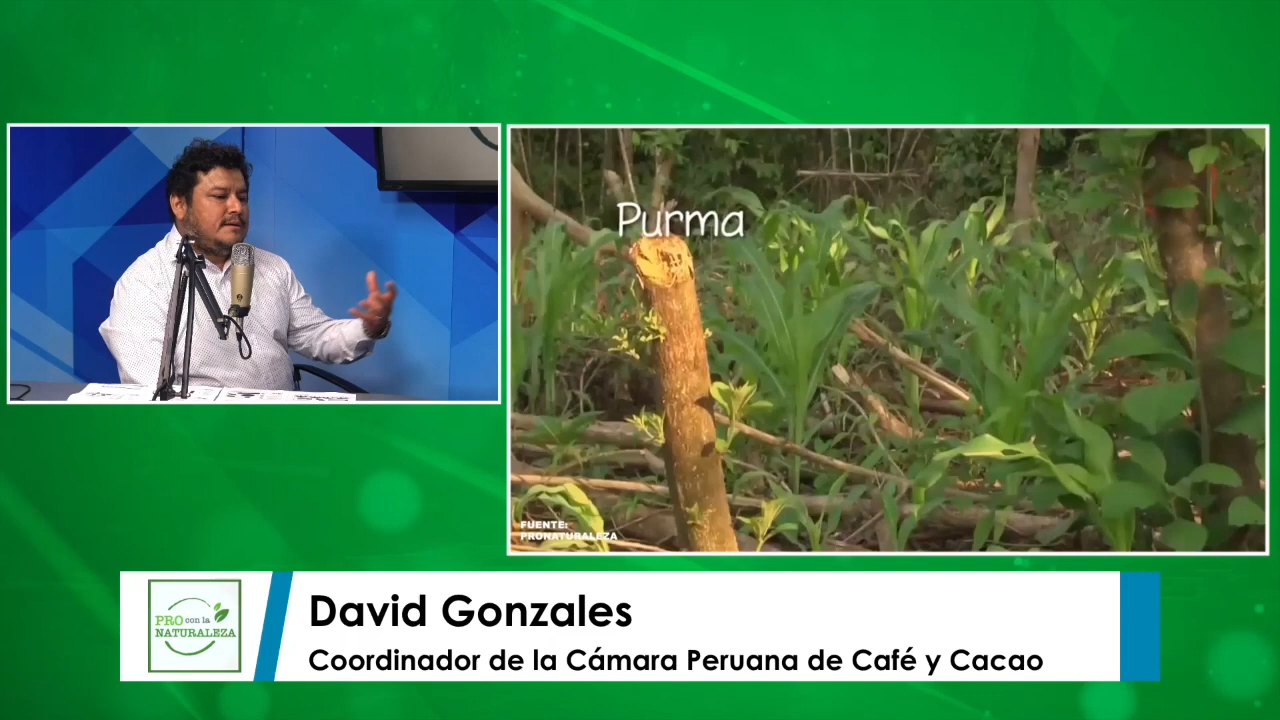 Purma
FUENTE:
PRONATURALEZA
PRO con la
NATURALEZA
David Gonzales
Coordinador de la Cámara Peruana de Café y Cacao